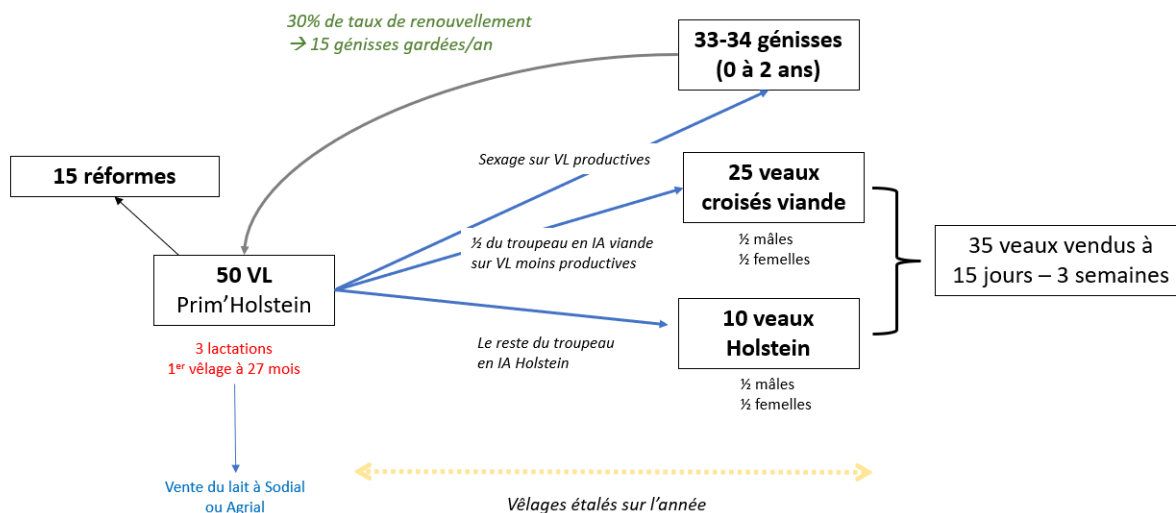 30% de taux de renouvellement
→ 15 génisses gardées/an
33-34 génisses
(0 à 2 ans)
Sexage sur VL productives
15 réformes
25 veaux
croisés viande
½ du troupeau en IA viande
sur VL moins productives
½ mâles
½ femelles
35 veaux vendus à
15 jours – 3 semaines
50 VL
Prim’Holstein
10 veaux
Holstein
Le reste du troupeau
en IA Holstein
3 lactations
1er vêlage à 27 mois
½ mâles
½ femelles
Vente du lait à Sodial
ou Agrial
Vêlages étalés sur l’année